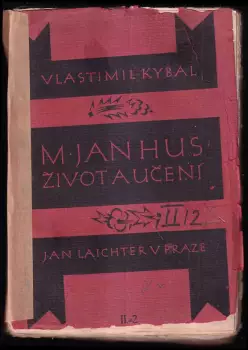 VLASTIMIL·KYBAL
M·JAN HUS:
ŽIVOT A UČENÍ
II/2
JAN LAICHTER V PRAZE
II-2